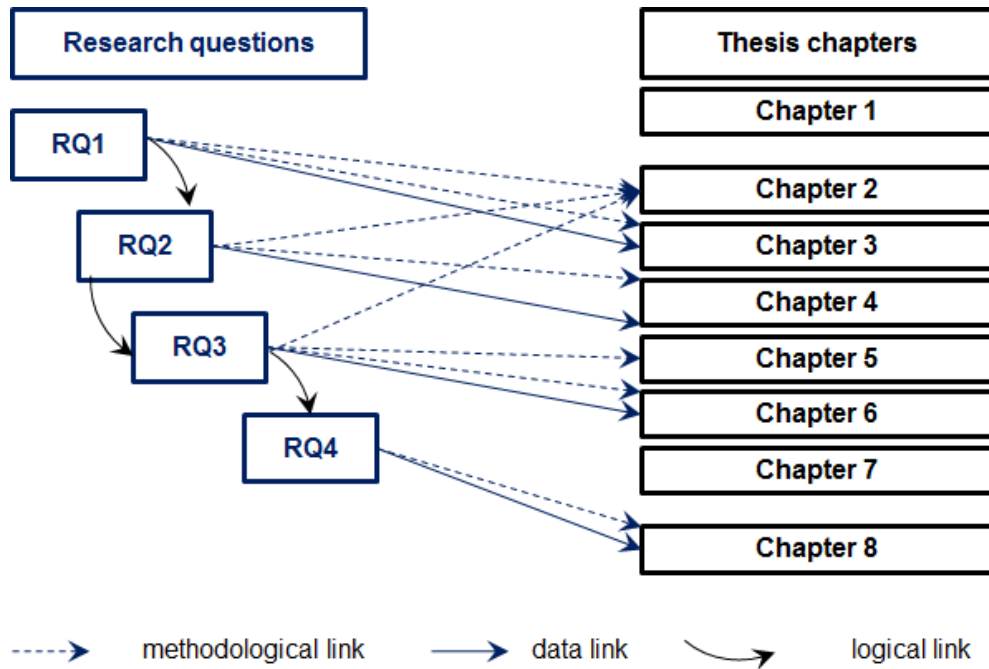 Research questions
Thesis chapters
Chapter 1
RQ1
Chapter 2
RQ2
Chapter 3
Chapter 4
RQ3
Chapter 5
Chapter 6
RQ4
Chapter 7
Chapter 8
methodological link
data link
logical link